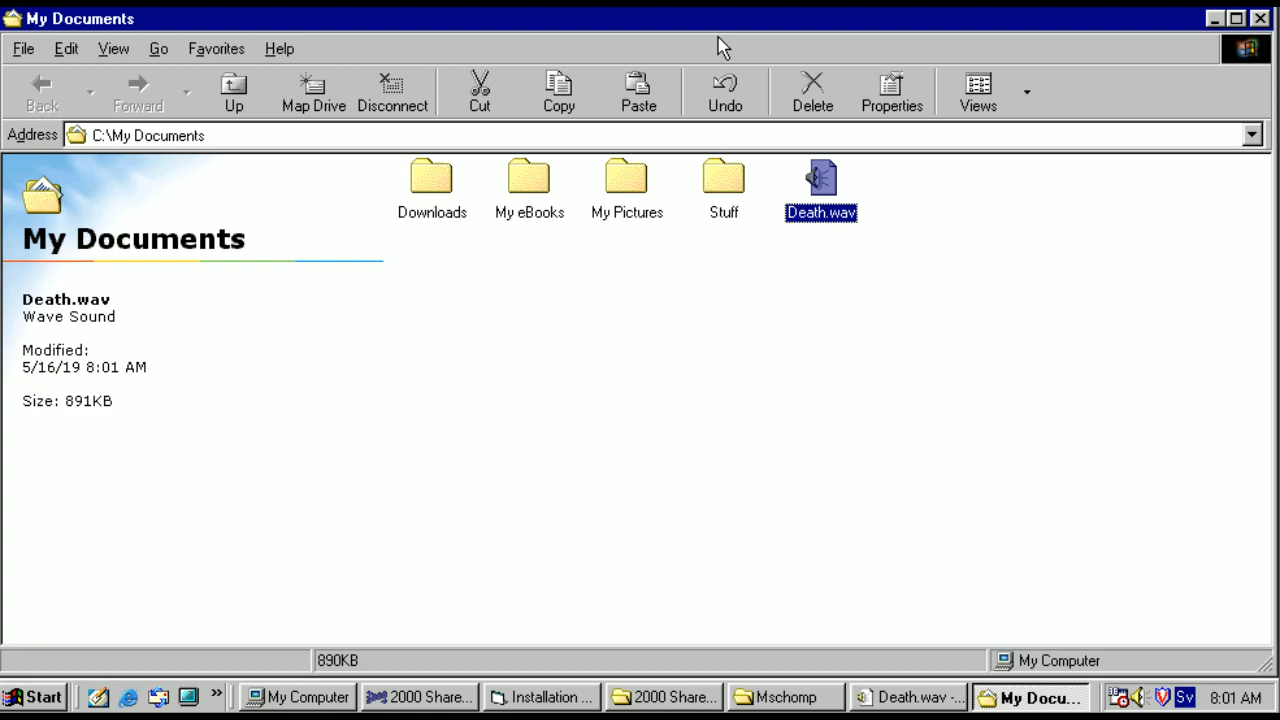 My Documents
File Edit View Go Favorites Help
Back Forward Up Map Drive Disconnect Cut Copy Paste Undo Delete Properties Views
Address C:\My Documents
Downloads My eBooks My Pictures Stuff Death.wav
My Documents
Death.wav
Wave Sound
Modified:
5/16/19 8:01 AM
Size: 891KB
890KB My Computer
Start » My Computer 2000 Share... Installation ... 2000 Share... Mschomp Death.wav -... My Docu... Sv 8:01 AM